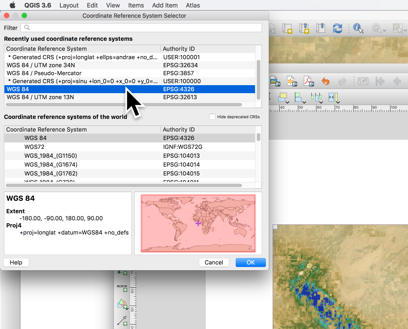 QGIS 3.6 Layout Edit View Items Add Item Atlas
Coordinate Reference System Selector
Filter
Recently used coordinate reference systems
Coordinate Reference System Authority ID
* Generated CRS (+proj=longlat +ellps=andrae +no_d... USER:100001
WGS 84 / UTM zone 34N EPSG:32634
WGS 84 / Pseudo-Mercator EPSG:3857
* Generated CRS (+proj=sinu +lon_0=0 +x_0=0 +y_0=... USER:100000
WGS 84 EPSG:4326
WGS 84 / UTM zone 13N EPSG:32613
Coordinate reference systems of the world
Hide deprecated CRSs
Coordinate Reference System Authority ID
WGS 84 EPSG:4326
WGS72 IGNF:WGS72G
WGS_1984_(G1150) EPSG:104013
WGS_1984_(G1674) EPSG:104014
WGS_1984_(G1762) EPSG:104015
WGS 84
Extent
-180.00, -90.00, 180.00, 90.00
Proj4
+proj=longlat +datum=WGS84 +no_defs
Help Cancel OK